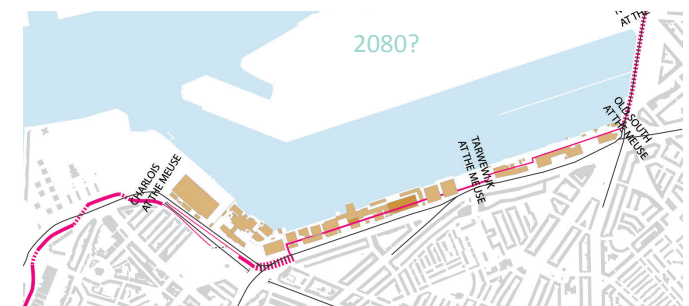 AT THE
2080?
OLD SOUTH
AT THE MEUSE
TARWEWIJK
AT THE MEUSE
CHARLOIS
AT THE MEUSE